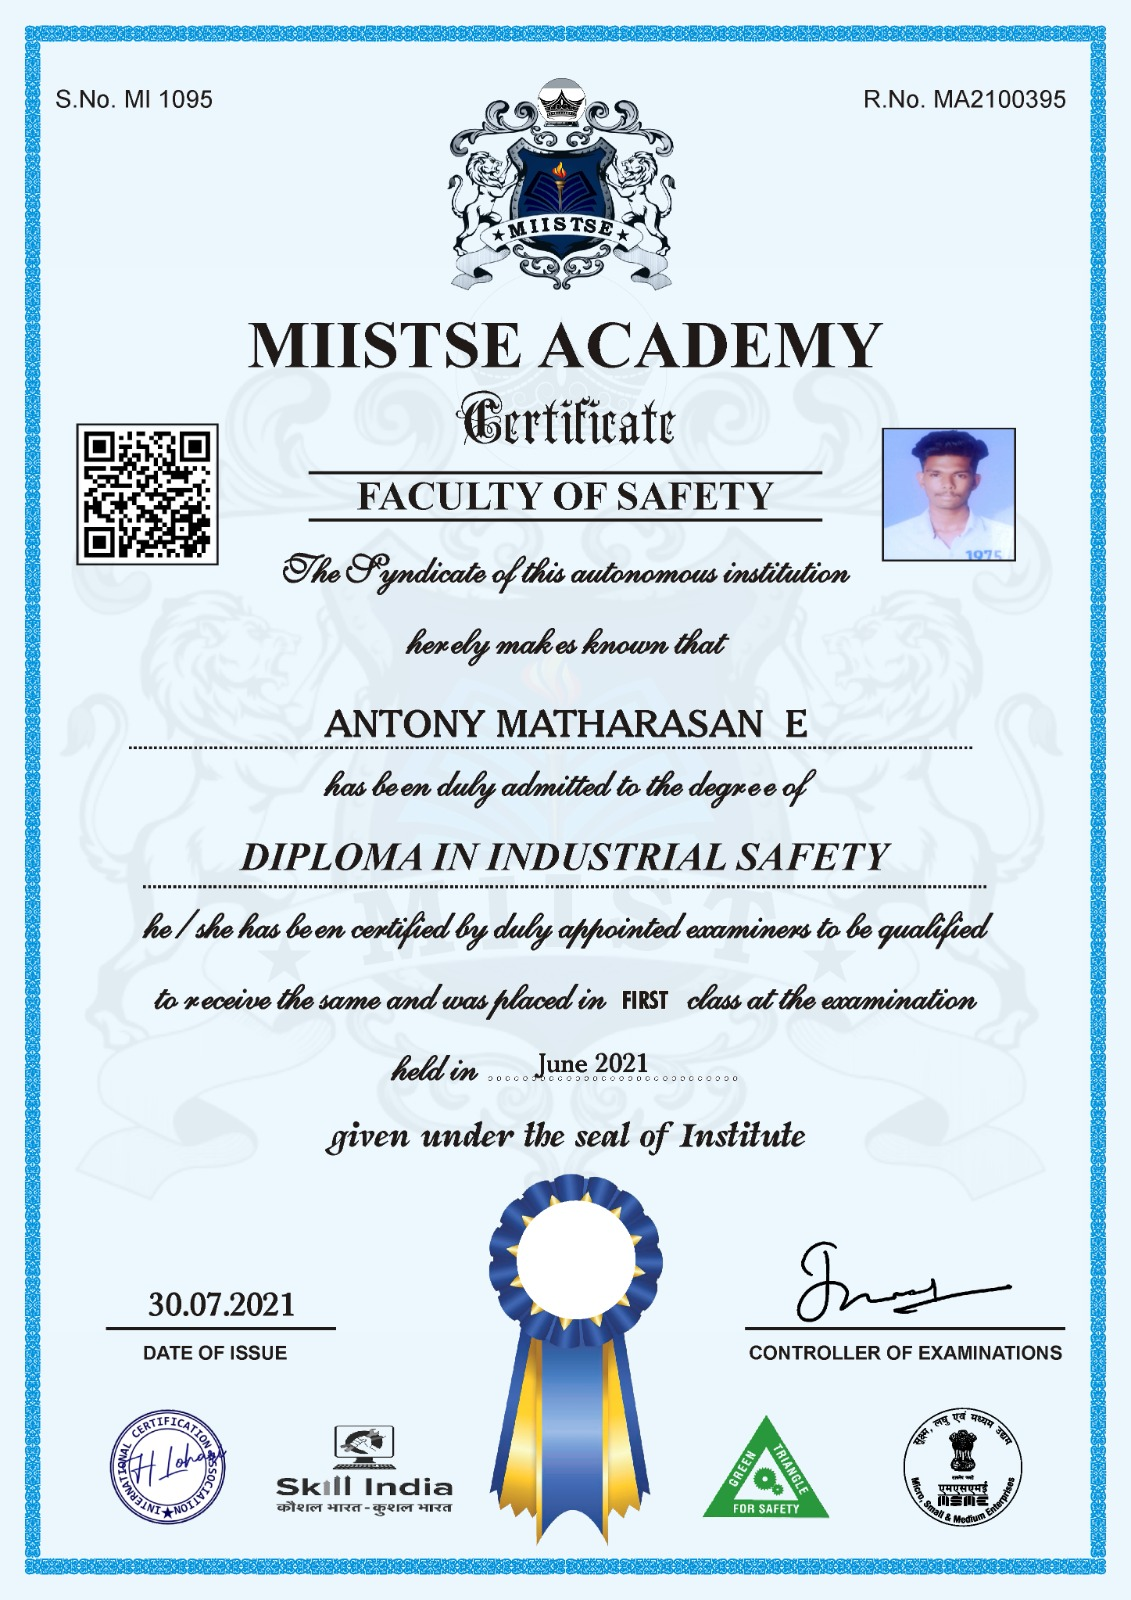 S.No. MI 1095
R.No. MA2100395
★ MIISTSE ★
MIISTSE ACADEMY
Certificate
FACULTY OF SAFETY
1975
The Syndicate of this autonomous institution
herely makes known that
ANTONY MATHARASAN E
has been duly admitted to the degree of
DIPLOMA IN INDUSTRIAL SAFETY
he / she has been certified by duly appointed examiners to be qualified
to receive the same and was placed in FIRST class at the examination
held in June 2021
given under the seal of Institute
30.07.2021
DATE OF ISSUE
CONTROLLER OF EXAMINATIONS
INTERNATIONAL CERTIFICATION ASSOCIATION
Skill India
कौशल भारत - कुशल भारत
GREEN TRIANGLE
FOR SAFETY
सूक्ष्म, लघु एवं मध्यम उद्यम
एमएसएमई
MSME
Micro, Small & Medium Enterprises
MIIST